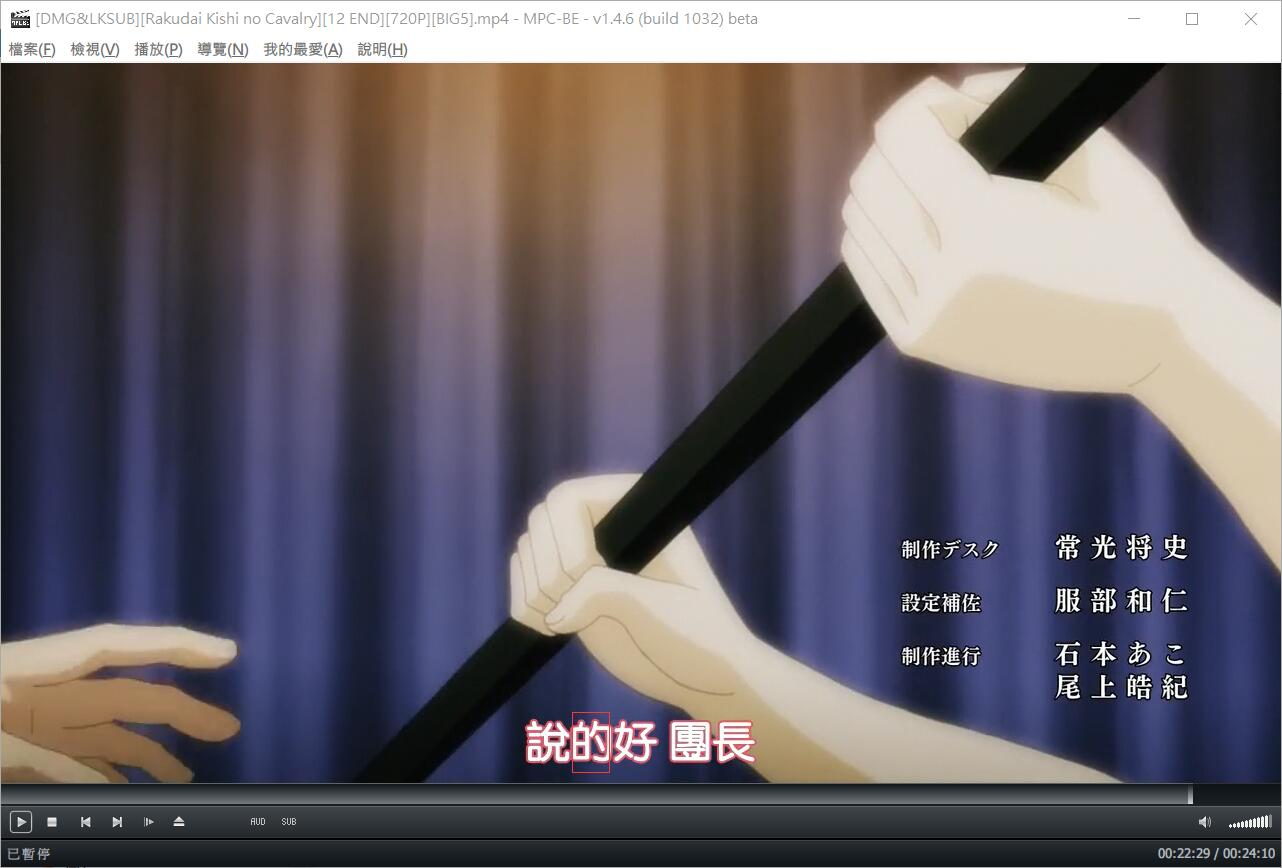 [DMG&LKSUB][Rakudai Kishi no Cavalry][12 END][720P][BIG5].mp4 - MPC-BE - v1.4.6 (build 1032) beta
檔案(F) 檢視(V) 播放(P) 導覽(N) 我的最愛(A) 說明(H)
制作デスク 常光将史
設定補佐 服部和仁
制作進行 石本あこ
尾上皓紀
說的好 團長
AUD SUB
已暫停 00:22:29 / 00:24:10